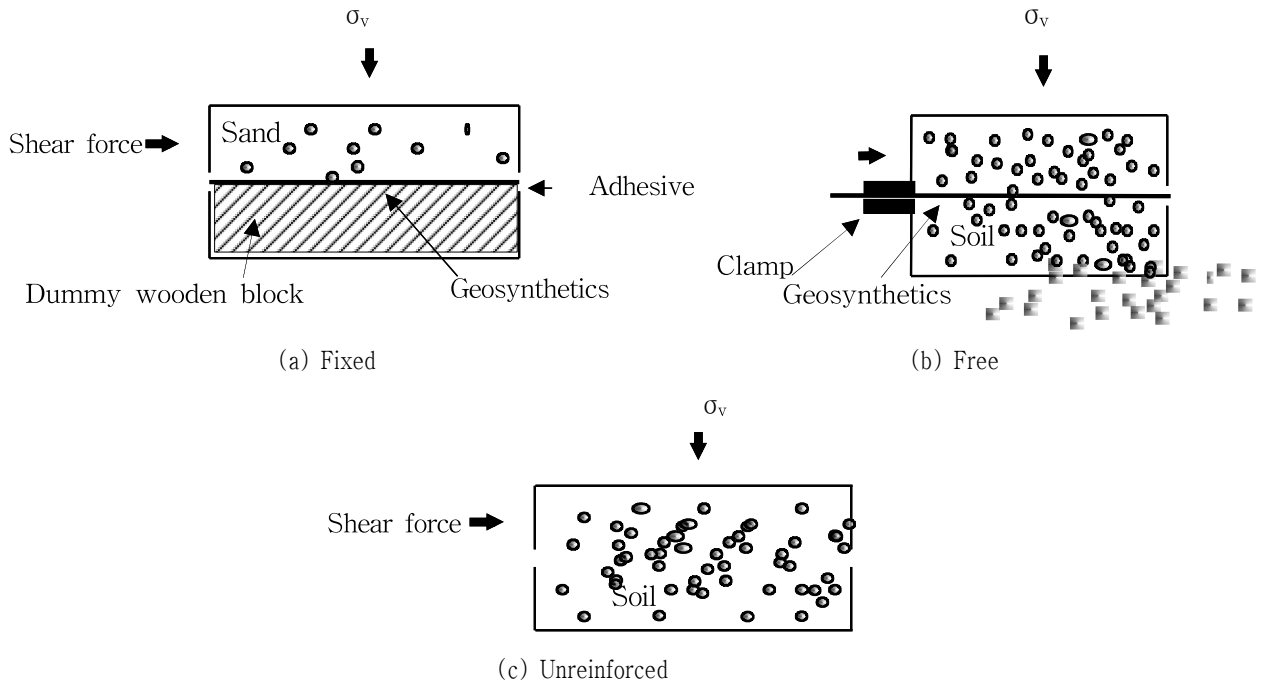 σv
Shear force
Sand
Adhesive
Dummy wooden block
Geosynthetics
(a) Fixed
σv
Soil
Clamp
Geosynthetics
(b) Free
σv
Shear force
Soil
(c) Unreinforced